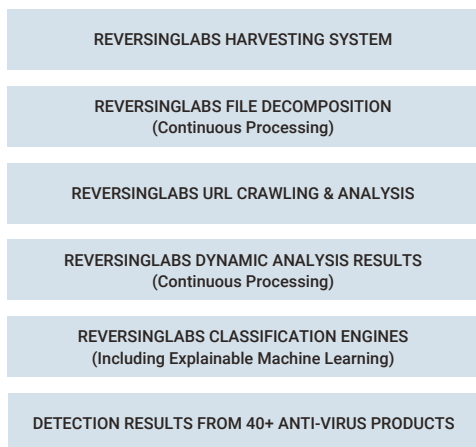 REVERSINGLABS HARVESTING SYSTEM
REVERSINGLABS FILE DECOMPOSITION
(Continuous Processing)
REVERSINGLABS URL CRAWLING & ANALYSIS
REVERSINGLABS DYNAMIC ANALYSIS RESULTS
(Continuous Processing)
REVERSINGLABS CLASSIFICATION ENGINES
(Including Explainable Machine Learning)
DETECTION RESULTS FROM 40+ ANTI-VIRUS PRODUCTS